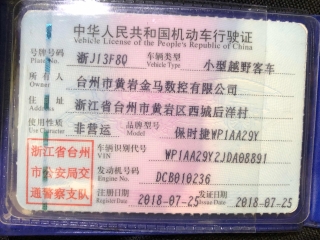 中华人民共和国机动车行驶证
Vehicle License of the People's Republic of China
号牌号码 浙J13F8Q 车辆类型 小型越野客车
Plate No. Vehicle Type
所有人 台州市黄岩金马数控有限公司
Owner
住址 浙江省台州市黄岩区西城后洋村
Address
使用性质 非营运 品牌型号 保时捷WP1AA29Y
Use Character Model
浙江省台州市公安局交通警察支队
车辆识别代号 WP1AA29Y2JDA08891
VIN
发动机号码 DCB010236
Engine No.
注册日期 2018-07-25 发证日期 2018-07-25
Register Date Issue Date